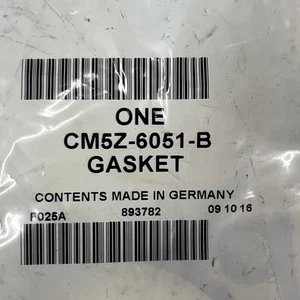 ONE
CM5Z-6051-B
GASKET
CONTENTS MADE IN GERMANY
F025A 893782 09 10 16